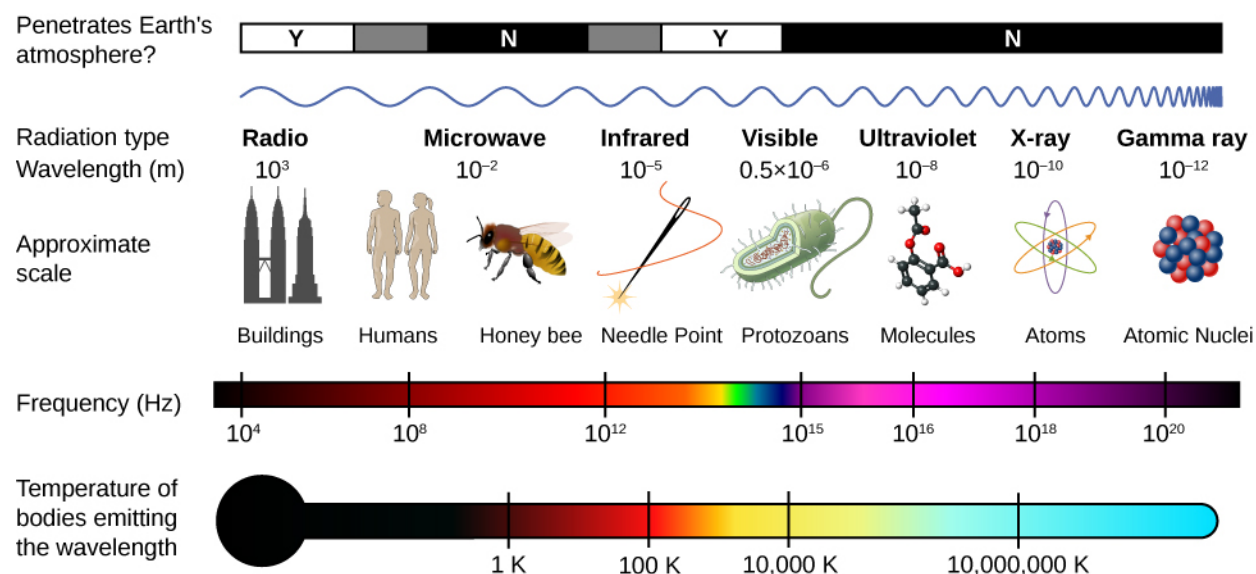 Penetrates Earth's
atmosphere?
Y N Y N
Radiation type
Radio Microwave Infrared Visible Ultraviolet X-ray Gamma ray
Wavelength (m)
10³ 10⁻² 10⁻⁵ 0.5×10⁻⁶ 10⁻⁸ 10⁻¹⁰ 10⁻¹²
Approximate
scale
Buildings Humans Honey bee Needle Point Protozoans Molecules Atoms Atomic Nuclei
Frequency (Hz)
10⁴ 10⁸ 10¹² 10¹⁵ 10¹⁶ 10¹⁸ 10²⁰
Temperature of
bodies emitting
the wavelength
1 K 100 K 10,000 K 10,000,000 K